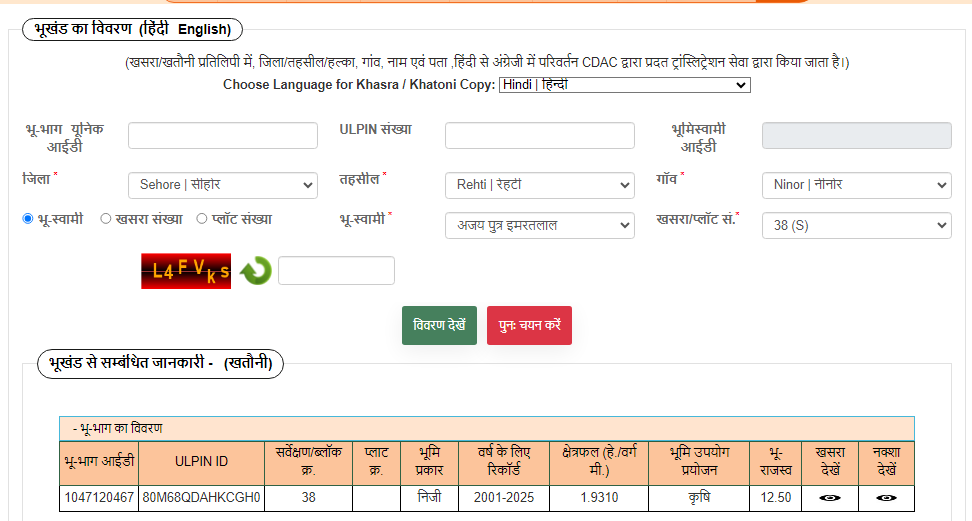 भूखंड का विवरण (हिंदी English)
(खसरा/खतौनी प्रतिलिपी में, जिला/तहसील/हल्का, गांव, नाम एवं पता ,हिंदी से अंग्रेजी में परिवर्तन CDAC द्वारा प्रदत ट्रांस्लिट्रेशन सेवा द्वारा किया जाता है।)
Choose Language for Khasra / Khatoni Copy: Hindi | हिन्दी
भू-भाग यूनिक आईडी
ULPIN संख्या
भूमिस्वामी आईडी
जिला * Sehore | सीहोर
तहसील * Rehti | रेहटी
गाँव * Ninor | नीनोर
भू-स्वामी खसरा संख्या प्लॉट संख्या
भू-स्वामी * अजय पुत्र इमरतलाल
खसरा/प्लॉट सं.* 38 (S)
L4FVks
विवरण देखें पुनः चयन करें
भूखंड से सम्बंधित जानकारी - (खतौनी)
- भू-भाग का विवरण
भू-भाग आईडी ULPIN ID सर्वेक्षण/ब्लॉक क्र. प्लाट क्र. भूमि प्रकार वर्ष के लिए रिकॉर्ड क्षेत्रफल (हे./वर्ग मी.) भूमि उपयोग प्रयोजन भू-राजस्व खसरा देखें नक्शा देखें
1047120467 80M68QDAHKCGH0 38 निजी 2001-2025 1.9310 कृषि 12.50